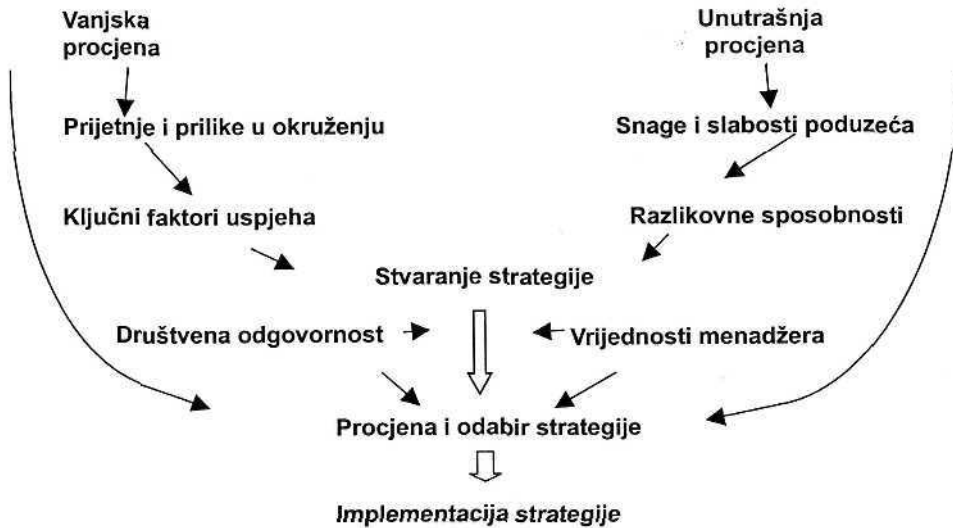 Vanjska
procjena
Unutrašnja
procjena
Prijetnje i prilike u okruženju
Snage i slabosti poduzeća
Ključni faktori uspjeha
Razlikovne sposobnosti
Stvaranje strategije
Društvena odgovornost
Vrijednosti menadžera
Procjena i odabir strategije
Implementacija strategije